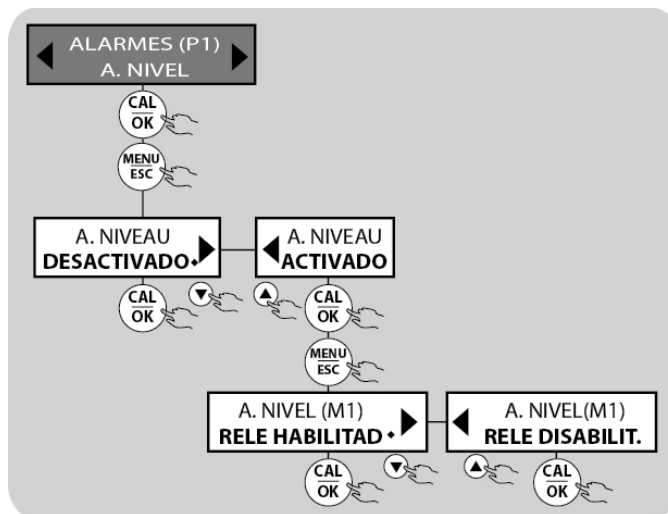 ALARMES (P1)
A. NIVEL
CAL
OK
MENU
ESC
A. NIVEAU
DESACTIVADO
A. NIVEAU
ACTIVADO
CAL
OK
CAL
OK
MENU
ESC
A. NIVEL (M1)
RELE HABILITAD
A. NIVEL(M1)
RELE DISABILIT.
CAL
OK
CAL
OK